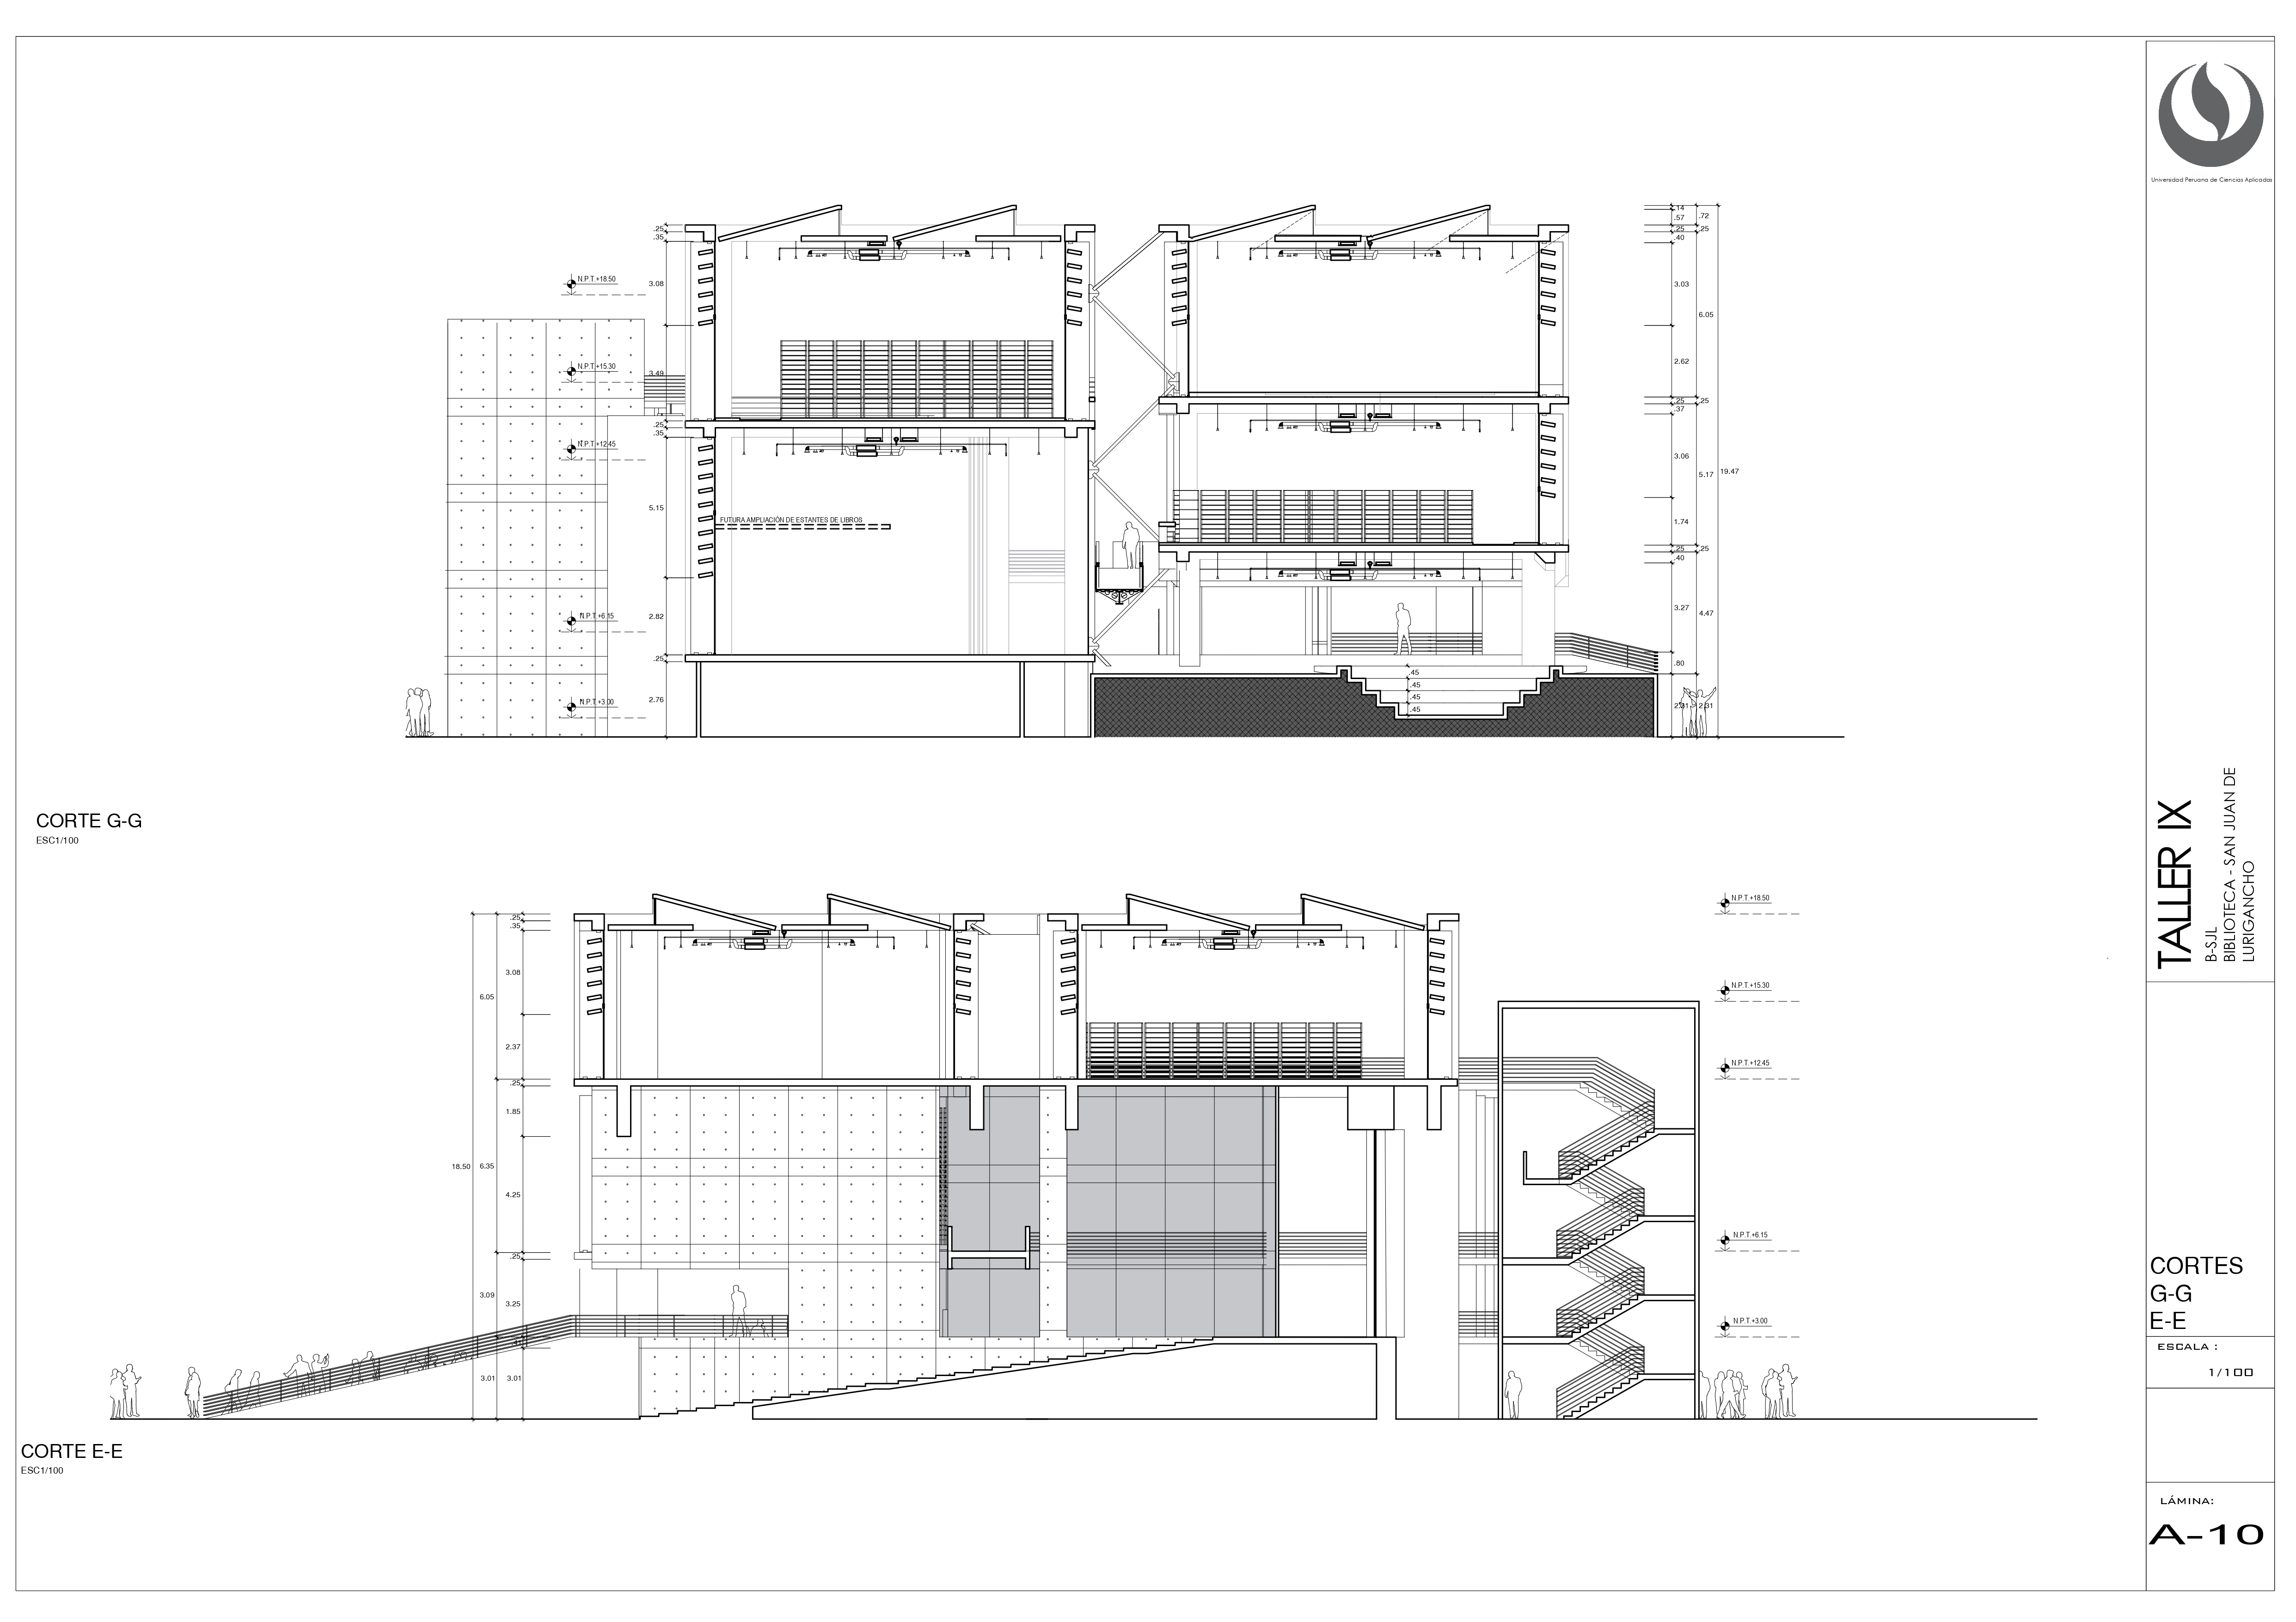 Universidad Peruana de Ciencias Aplicadas
.14
.57
.72
.25
.25
.25
.35
.40
N.P.T.+18.50
3.08
3.03
6.05
N.P.T.+15.30
3.49
2.62
.25
.25
.37
.25
.35
N.P.T.+12.45
3.06
5.17
19.47
5.15
FUTURA AMPLIACIÓN DE ESTANTES DE LIBROS
1.74
.25
.25
.40
N.P.T.+6.15
2.82
3.27
4.47
.25
.80
.45
.45
.45
.45
N.P.T.+3.00
2.76
2.31
2.31
CORTE G-G
ESC1/100
TALLER IX
B-SJL
BIBLIOTECA - SAN JUAN DE
LURIGANCHO
N.P.T.+18.50
.25
.35
3.08
N.P.T.+15.30
6.05
2.37
N.P.T.+12.45
.25
1.85
18.50
6.35
4.25
N.P.T.+6.15
.25
3.09
3.25
N.P.T.+3.00
3.01
3.01
CORTE E-E
ESC1/100
CORTES
G-G
E-E
ESCALA :
1/100
LÁMINA:
A-10